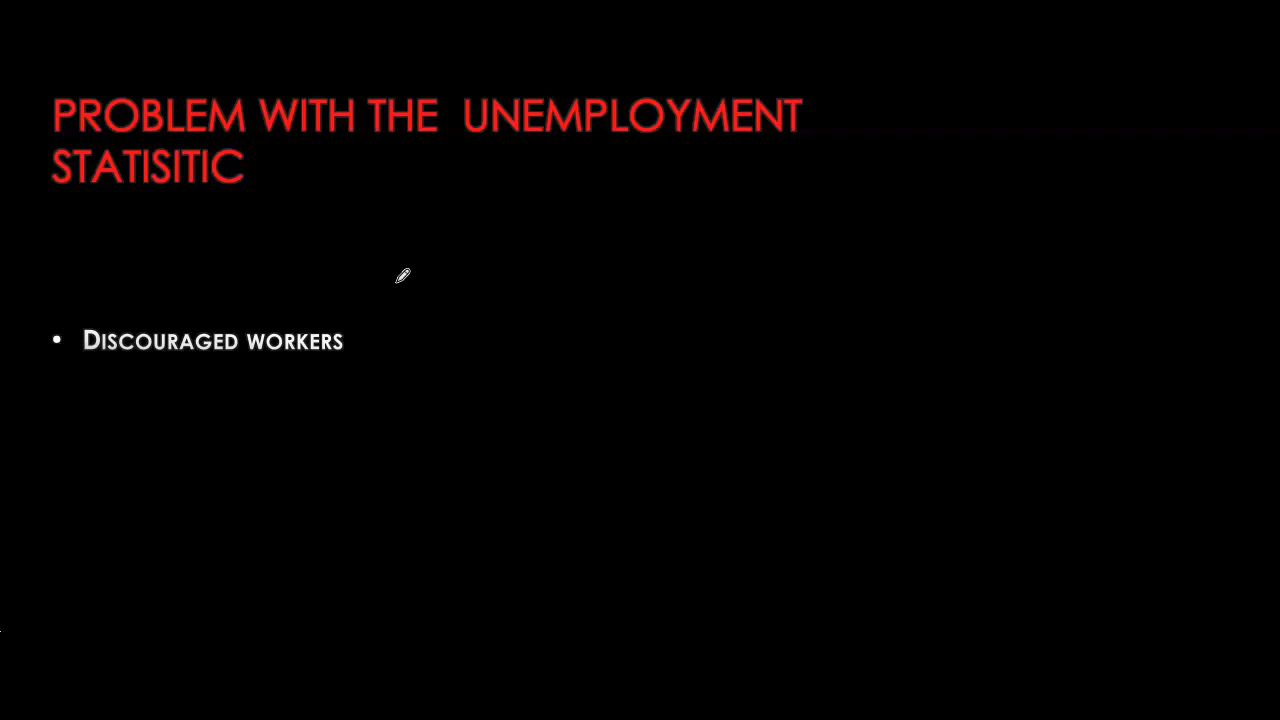 PROBLEM WITH THE  UNEMPLOYMENT
STATISITIC
• DISCOURAGED WORKERS